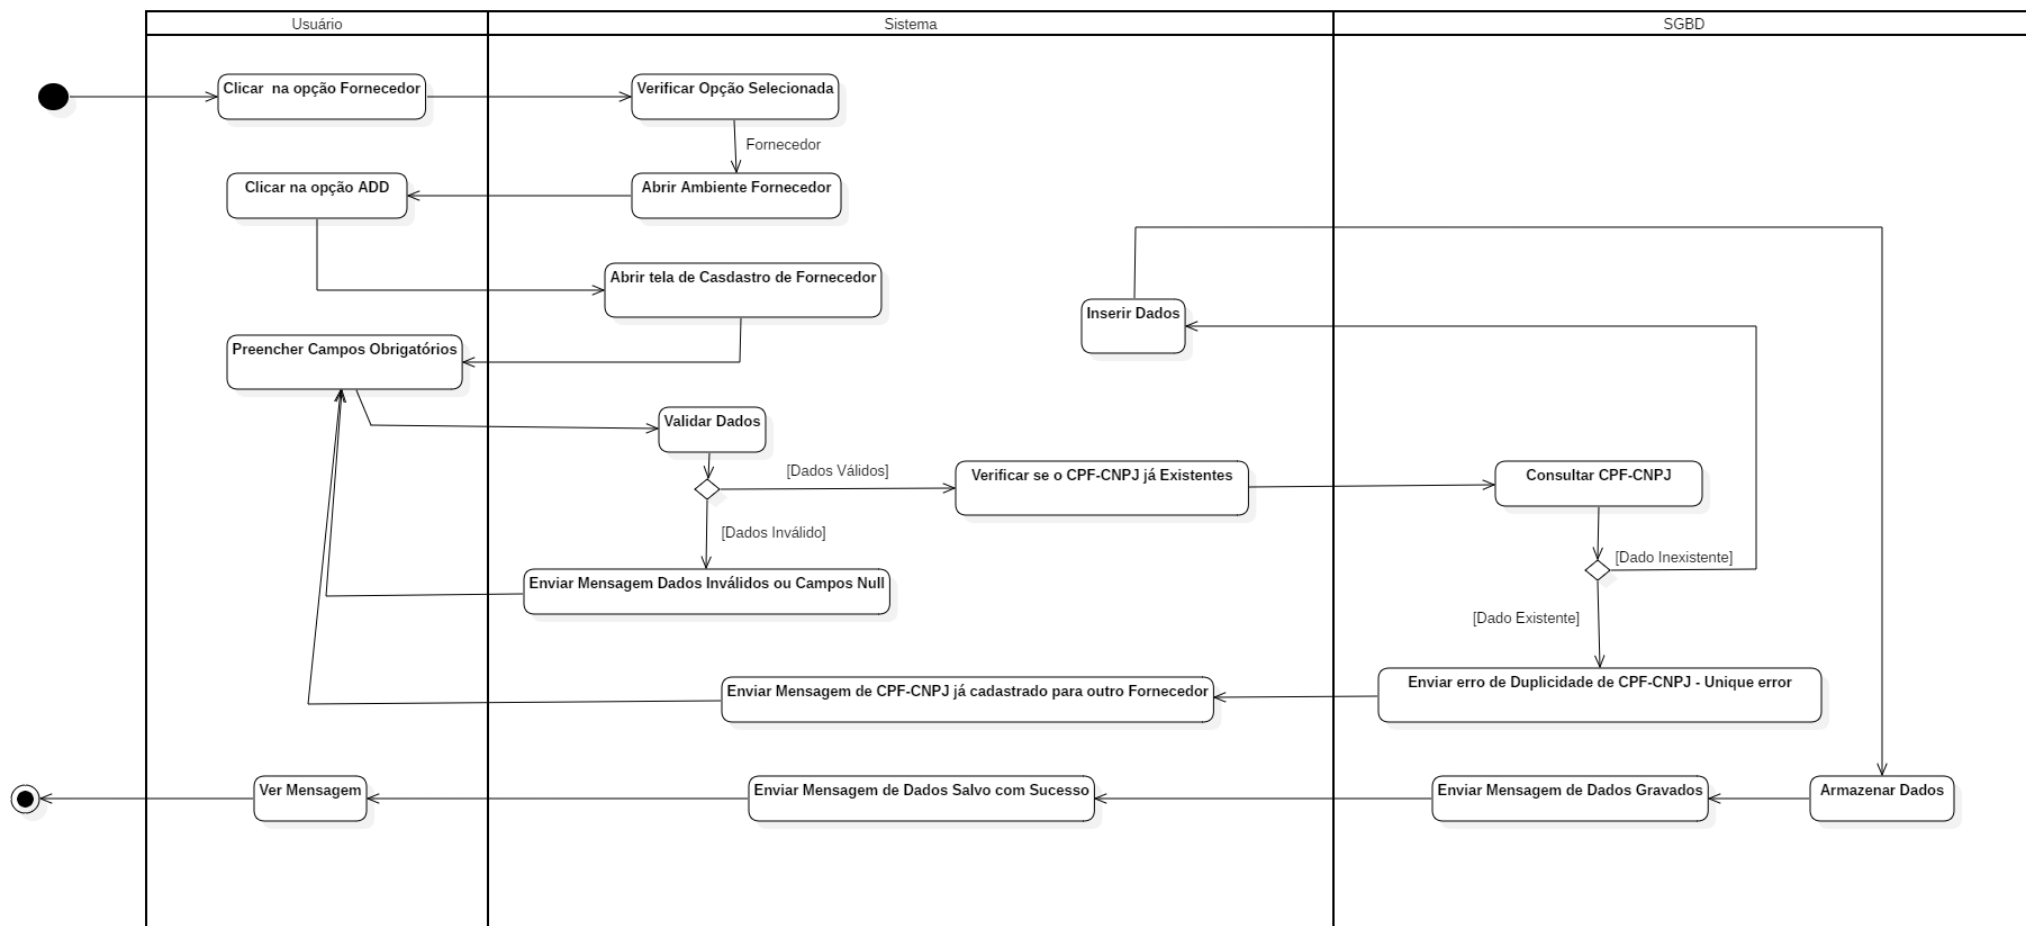 Usuário
Sistema
SGBD
Clicar  na opção Fornecedor
Verificar Opção Selecionada
Fornecedor
Clicar na opção ADD
Abrir Ambiente Fornecedor
Abrir tela de Casdastro de Fornecedor
Inserir Dados
Preencher Campos Obrigatórios
Validar Dados
[Dados Válidos]
Verificar se o CPF-CNPJ já Existentes
Consultar CPF-CNPJ
[Dados Inválido]
[Dado Inexistente]
Enviar Mensagem Dados Inválidos ou Campos Null
[Dado Existente]
Enviar Mensagem de CPF-CNPJ já cadastrado para outro Fornecedor
Enviar erro de Duplicidade de CPF-CNPJ - Unique error
Ver Mensagem
Enviar Mensagem de Dados Salvo com Sucesso
Enviar Mensagem de Dados Gravados
Armazenar Dados